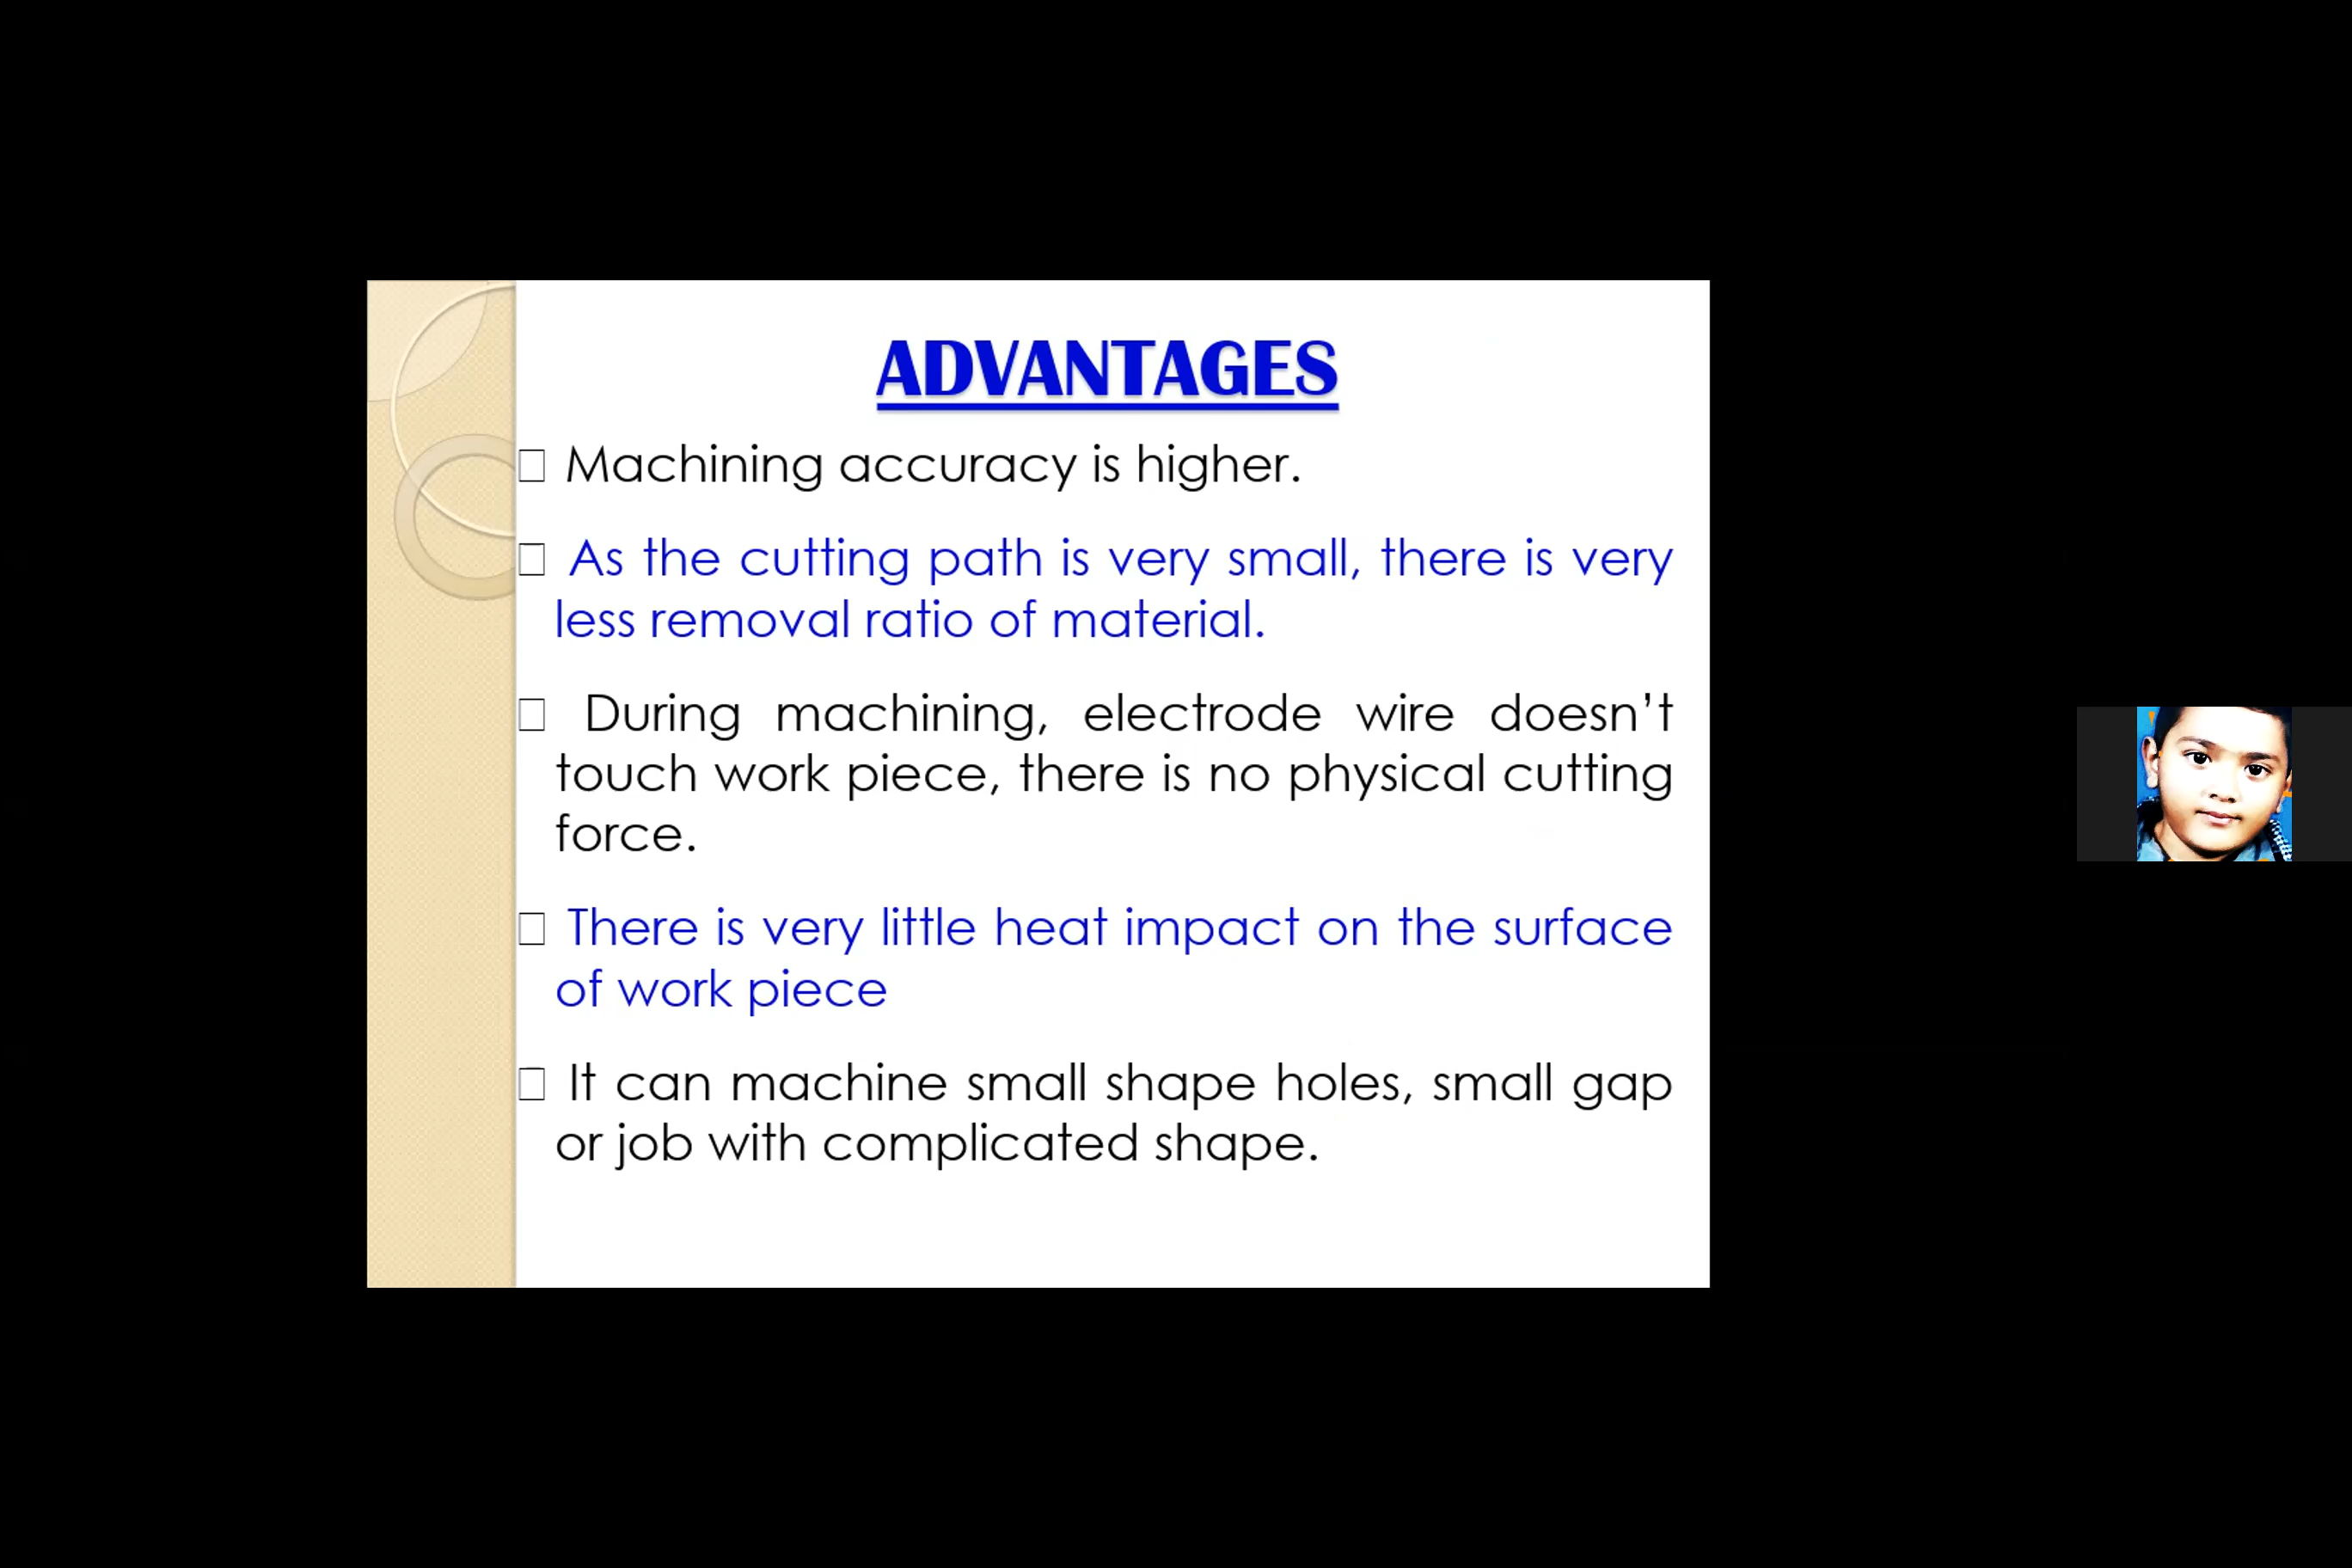 ADVANTAGES
Machining accuracy is higher.
As the cutting path is very small, there is very
less removal ratio of material.
During machining, electrode wire doesn’t
touch work piece, there is no physical cutting
force.
There is very little heat impact on the surface
of work piece
It can machine small shape holes, small gap
or job with complicated shape.